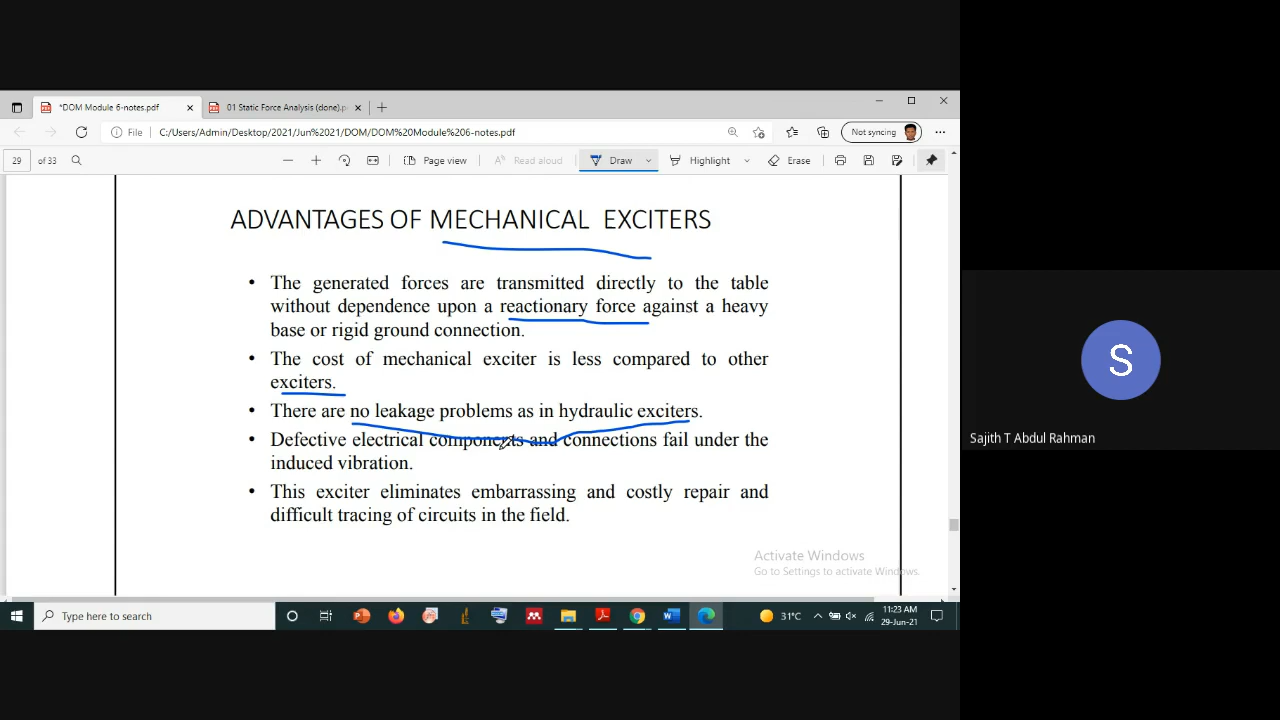 *DOM Module 6-notes.pdf
01 Static Force Analysis (done).p
File
C:/Users/Admin/Desktop/2021/Jun%2021/DOM/DOM%20Module%206-notes.pdf
Not syncing
29 of 33
Page view
Read aloud
Draw
Highlight
Erase
ADVANTAGES OF MECHANICAL EXCITERS
• The generated forces are transmitted directly to the table
without dependence upon a reactionary force against a heavy
base or rigid ground connection.
• The cost of mechanical exciter is less compared to other
exciters.
• There are no leakage problems as in hydraulic exciters.
• Defective electrical components and connections fail under the
induced vibration.
• This exciter eliminates embarrassing and costly repair and
difficult tracing of circuits in the field.
Activate Windows
Go to Settings to activate Windows.
S
Sajith T Abdul Rahman
Type here to search
31°C
11:23 AM
29-Jun-21